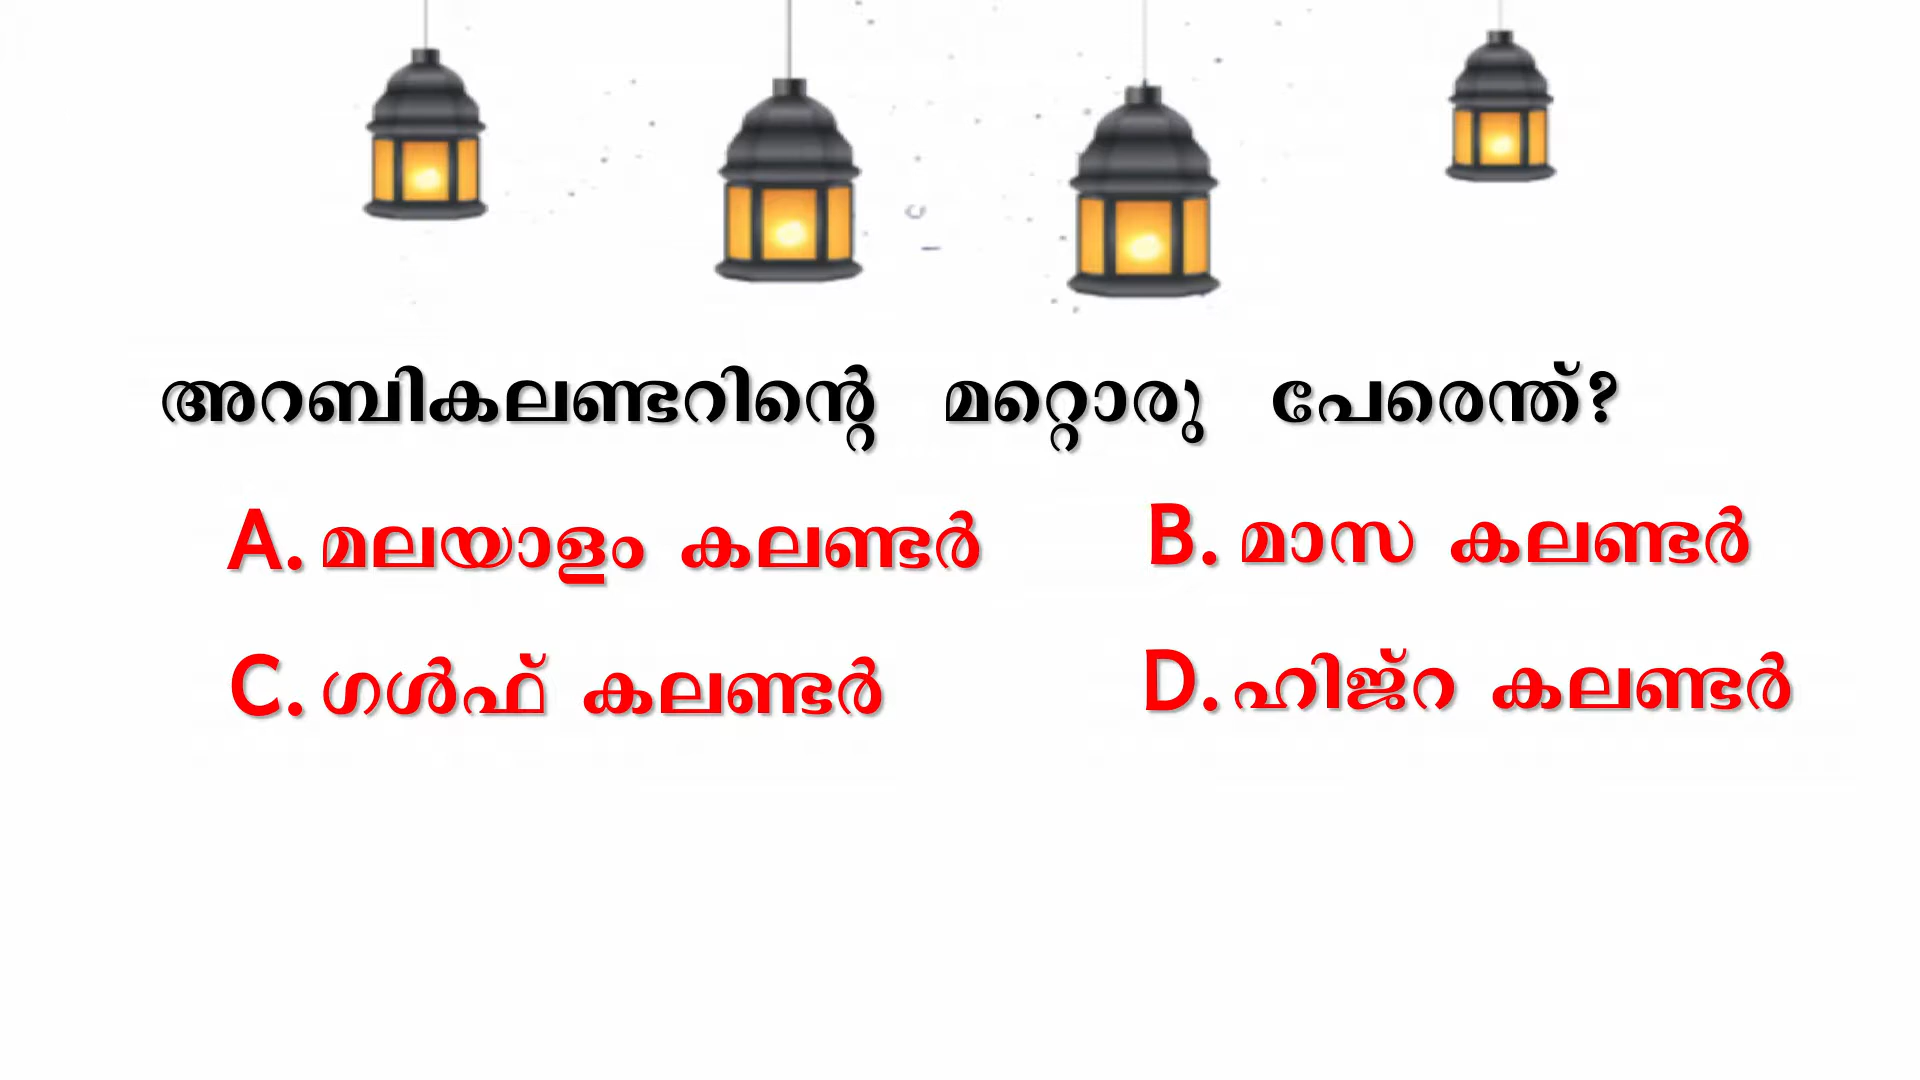 അറബികലണ്ടറിന്റെ മറ്റൊരു പേരെന്ത്?
A. മലയാളം കലണ്ടർ B. മാസ കലണ്ടർ
C. ഗൾഫ് കലണ്ടർ D. ഹിജ്റ കലണ്ടർ